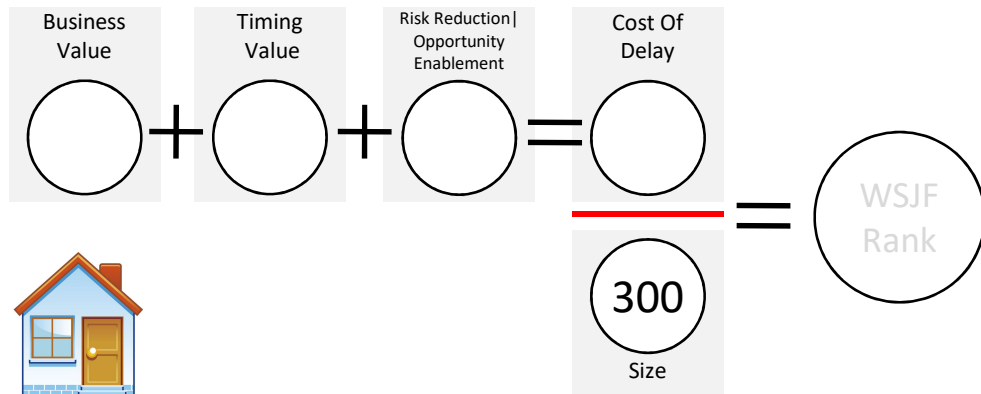 Business
Value
Timing
Value
Risk Reduction|
Opportunity
Enablement
Cost Of
Delay
+
+
=
=
WSJF
Rank
300
Size